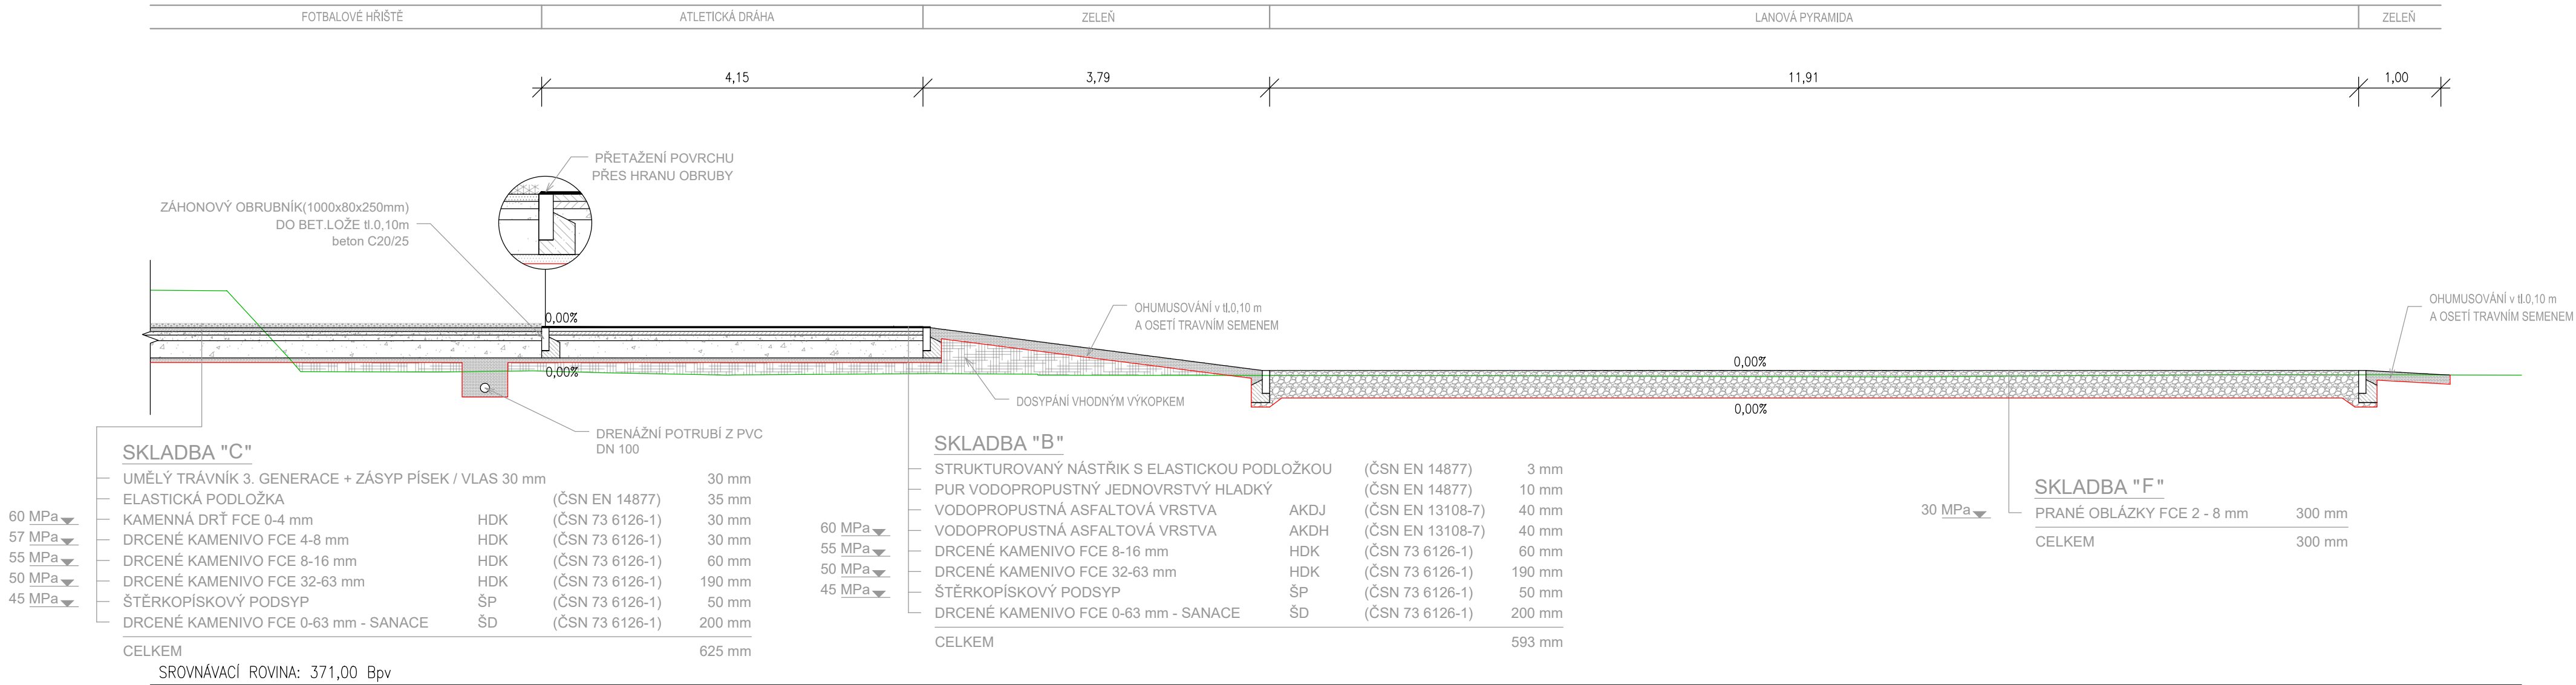 FOTBALOVÉ HŘIŠTĚ ATLETICKÁ DRÁHA ZELEŇ LANOVÁ PYRAMIDA ZELEŇ
4,15 3,79 11,91 1,00
PŘETAŽENÍ POVRCHU
PŘES HRANU OBRUBY
ZÁHONOVÝ OBRUBNÍK(1000x80x250mm)
DO BET.LOŽE tl.0,10m
beton C20/25
OHUMUSOVÁNÍ v tl.0,10 m
A OSETÍ TRAVNÍM SEMENEM
OHUMUSOVÁNÍ v tl.0,10 m
A OSETÍ TRAVNÍM SEMENEM
0,00%
0,00%
0,00%
0,00%
DOSYPÁNÍ VHODNÝM VÝKOPKEM
DRENÁŽNÍ POTRUBÍ Z PVC
DN 100
SKLADBA "C"
UMĚLÝ TRÁVNÍK 3. GENERACE + ZÁSYP PÍSEK / VLAS 30 mm 30 mm
ELASTICKÁ PODLOŽKA (ČSN EN 14877) 35 mm
60 MPa KAMENNÁ DRŤ FCE 0-4 mm HDK (ČSN 73 6126-1) 30 mm
57 MPa DRCENÉ KAMENIVO FCE 4-8 mm HDK (ČSN 73 6126-1) 30 mm
55 MPa DRCENÉ KAMENIVO FCE 8-16 mm HDK (ČSN 73 6126-1) 60 mm
50 MPa DRCENÉ KAMENIVO FCE 32-63 mm HDK (ČSN 73 6126-1) 190 mm
45 MPa ŠTĚRKOPÍSKOVÝ PODSYP ŠP (ČSN 73 6126-1) 50 mm
DRCENÉ KAMENIVO FCE 0-63 mm - SANACE ŠD (ČSN 73 6126-1) 200 mm
CELKEM 625 mm
SKLADBA "B"
STRUKTUROVANÝ NÁSTŘIK S ELASTICKOU PODLOŽKOU (ČSN EN 14877) 3 mm
PUR VODOPROPUSTNÝ JEDNOVRSTVÝ HLADKÝ (ČSN EN 14877) 10 mm
VODOPROPUSTNÁ ASFALTOVÁ VRSTVA AKDJ (ČSN EN 13108-7) 40 mm
60 MPa VODOPROPUSTNÁ ASFALTOVÁ VRSTVA AKDH (ČSN EN 13108-7) 40 mm
55 MPa DRCENÉ KAMENIVO FCE 8-16 mm HDK (ČSN 73 6126-1) 60 mm
50 MPa DRCENÉ KAMENIVO FCE 32-63 mm HDK (ČSN 73 6126-1) 190 mm
45 MPa ŠTĚRKOPÍSKOVÝ PODSYP ŠP (ČSN 73 6126-1) 50 mm
DRCENÉ KAMENIVO FCE 0-63 mm - SANACE ŠD (ČSN 73 6126-1) 200 mm
CELKEM 593 mm
SKLADBA "F"
30 MPa PRANÉ OBLÁZKY FCE 2 - 8 mm 300 mm
CELKEM 300 mm
SROVNÁVACÍ ROVINA: 371,00 Bpv